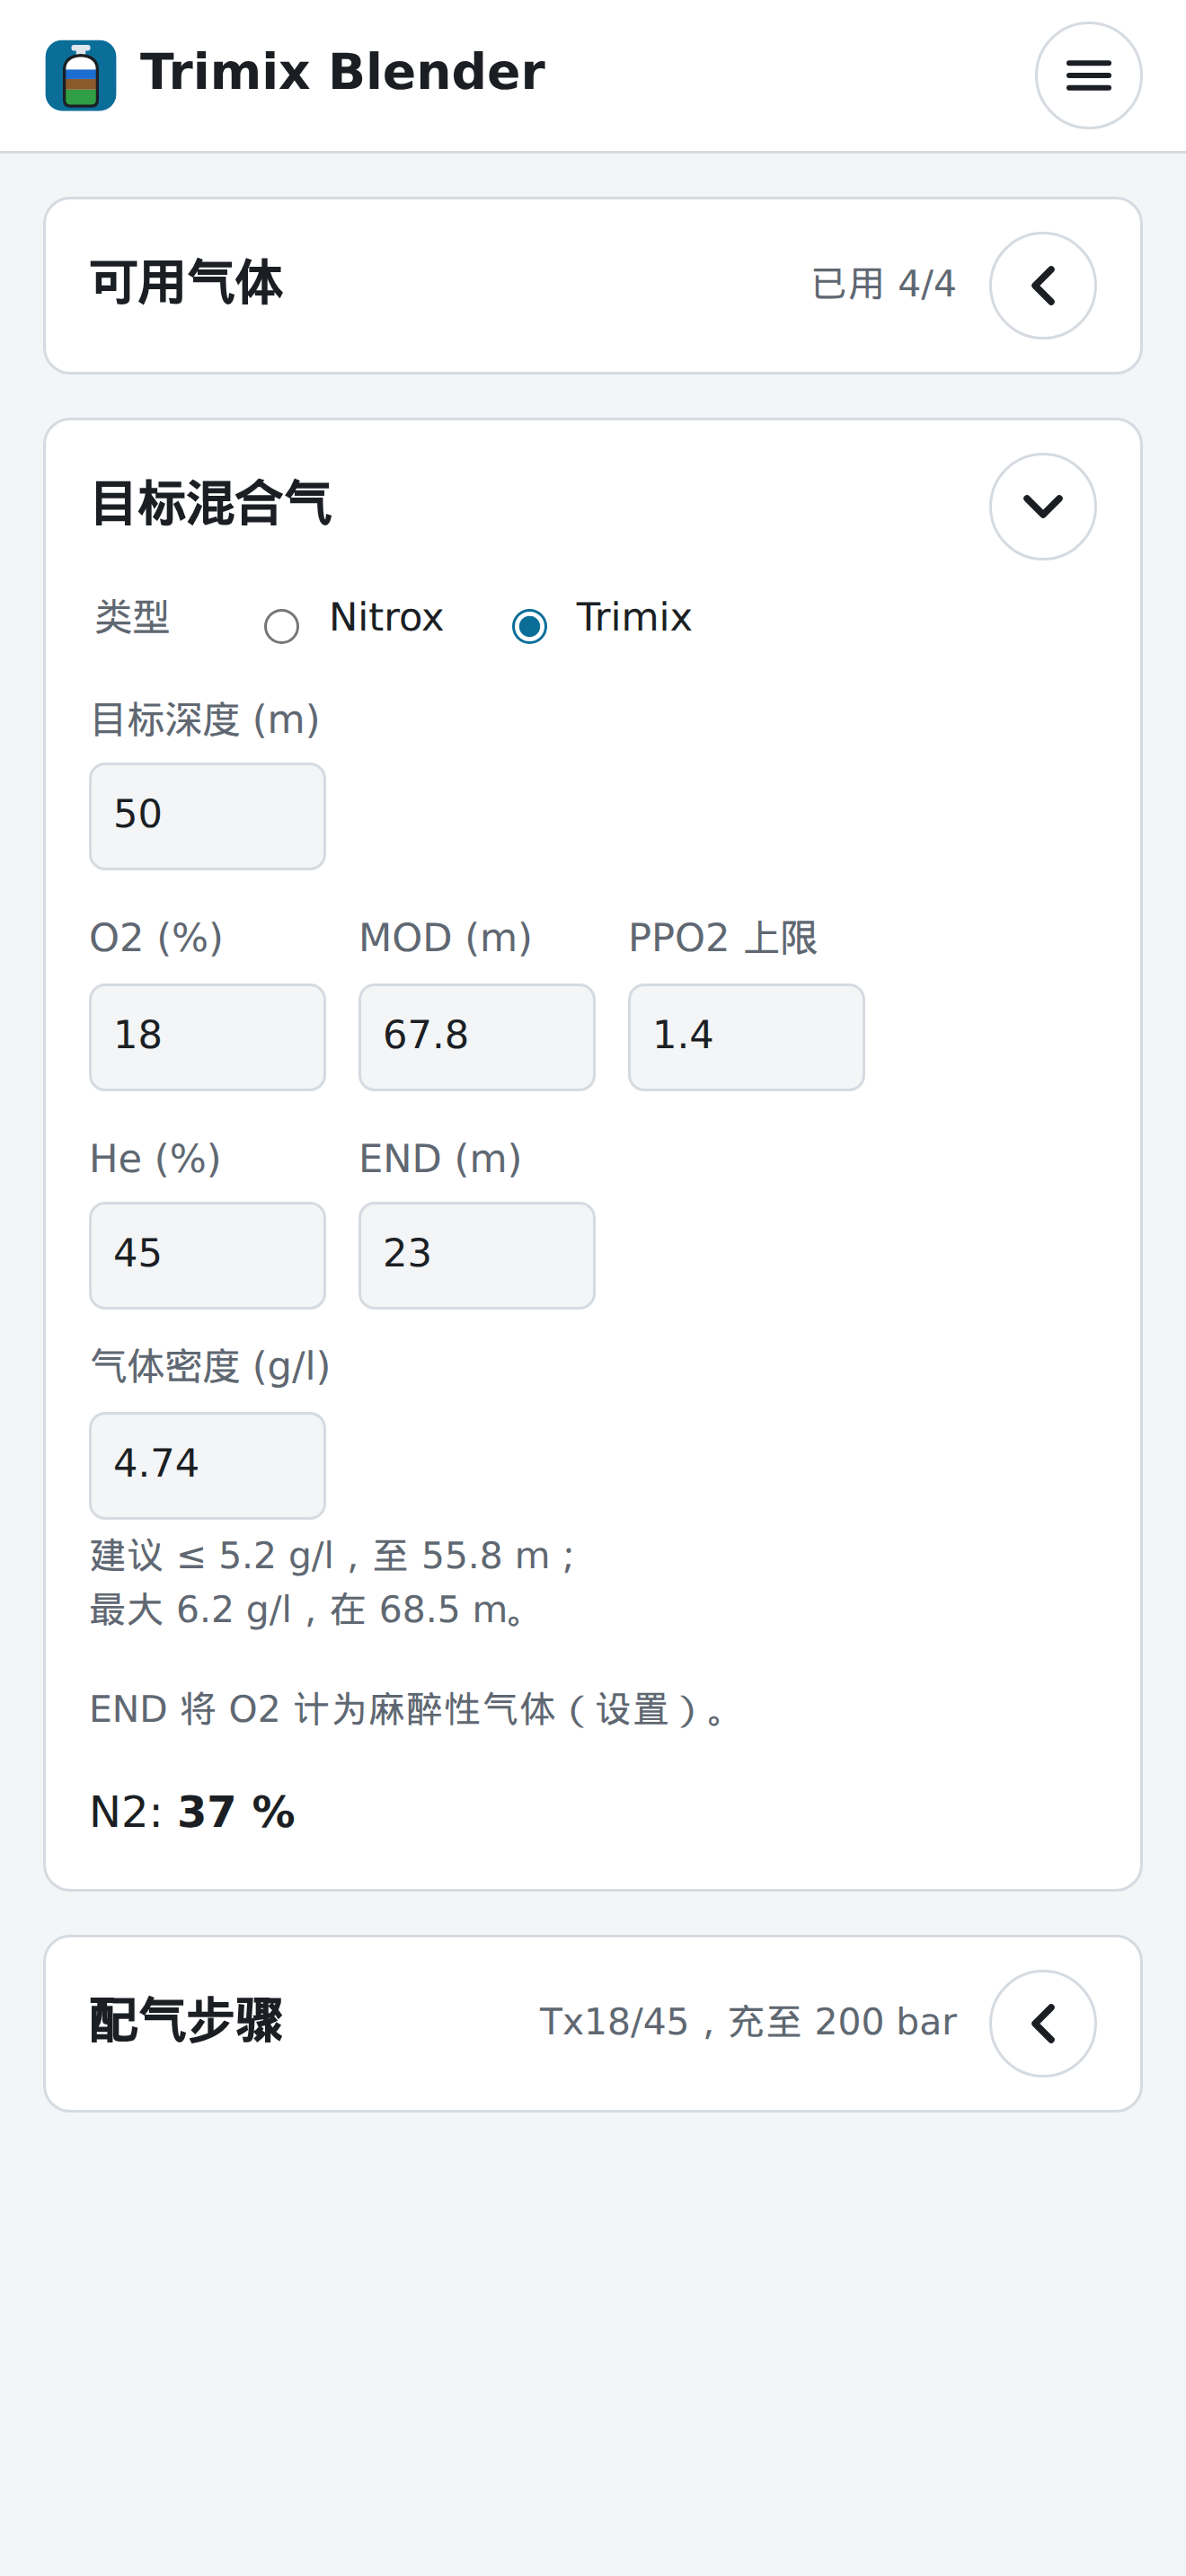 Trimix Blender
可用气体
已用 4/4
目标混合气
类型 Nitrox Trimix
目标深度 (m)
50
O2 (%) MOD (m) PPO2 上限
18 67.8 1.4
He (%) END (m)
45 23
气体密度 (g/l)
4.74
建议 ≤ 5.2 g/l，至 55.8 m；
最大 6.2 g/l，在 68.5 m。
END 将 O2 计为麻醉性气体（设置）。
N2: 37 %
配气步骤
Tx18/45，充至 200 bar